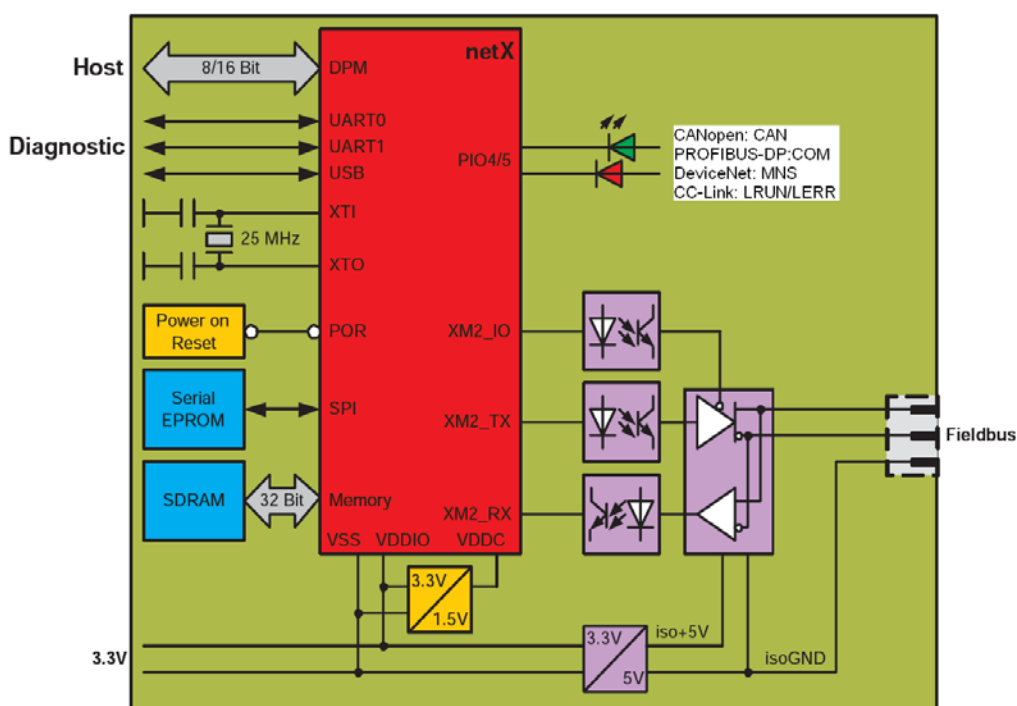 netX
Host
8/16 Bit
DPM
UART0
Diagnostic
UART1
USB
PIO4/5
CANopen: CAN
PROFIBUS-DP:COM
DeviceNet: MNS
CC-Link: LRUN/LERR
XTI
25 MHz
XTO
Power on
Reset
POR
XM2_IO
Serial
EPROM
SPI
XM2_TX
Fieldbus
SDRAM
32 Bit
Memory
XM2_RX
VSS
VDDIO
VDDC
3.3V
1.5V
3.3V
3.3V
5V
iso+5V
isoGND